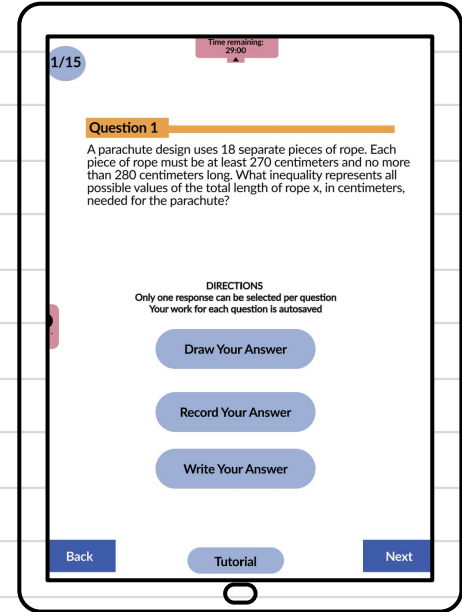 Time remaining:
29:00
1/15
Question 1
A parachute design uses 18 separate pieces of rope. Each
piece of rope must be at least 270 centimeters and no more
than 280 centimeters long. What inequality represents all
possible values of the total length of rope x, in centimeters,
needed for the parachute?
DIRECTIONS
Only one response can be selected per question
Your work for each question is autosaved
Draw Your Answer
Record Your Answer
Write Your Answer
Back
Tutorial
Next